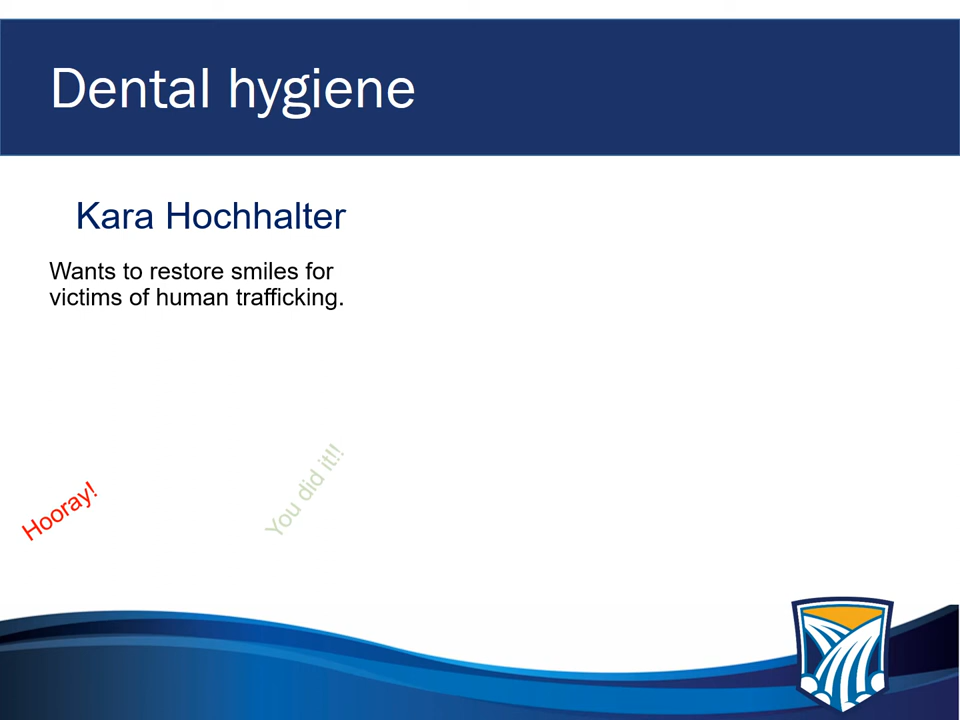 Dental hygiene
Kara Hochhalter
Wants to restore smiles for
victims of human trafficking.
Hooray!
You did it!!